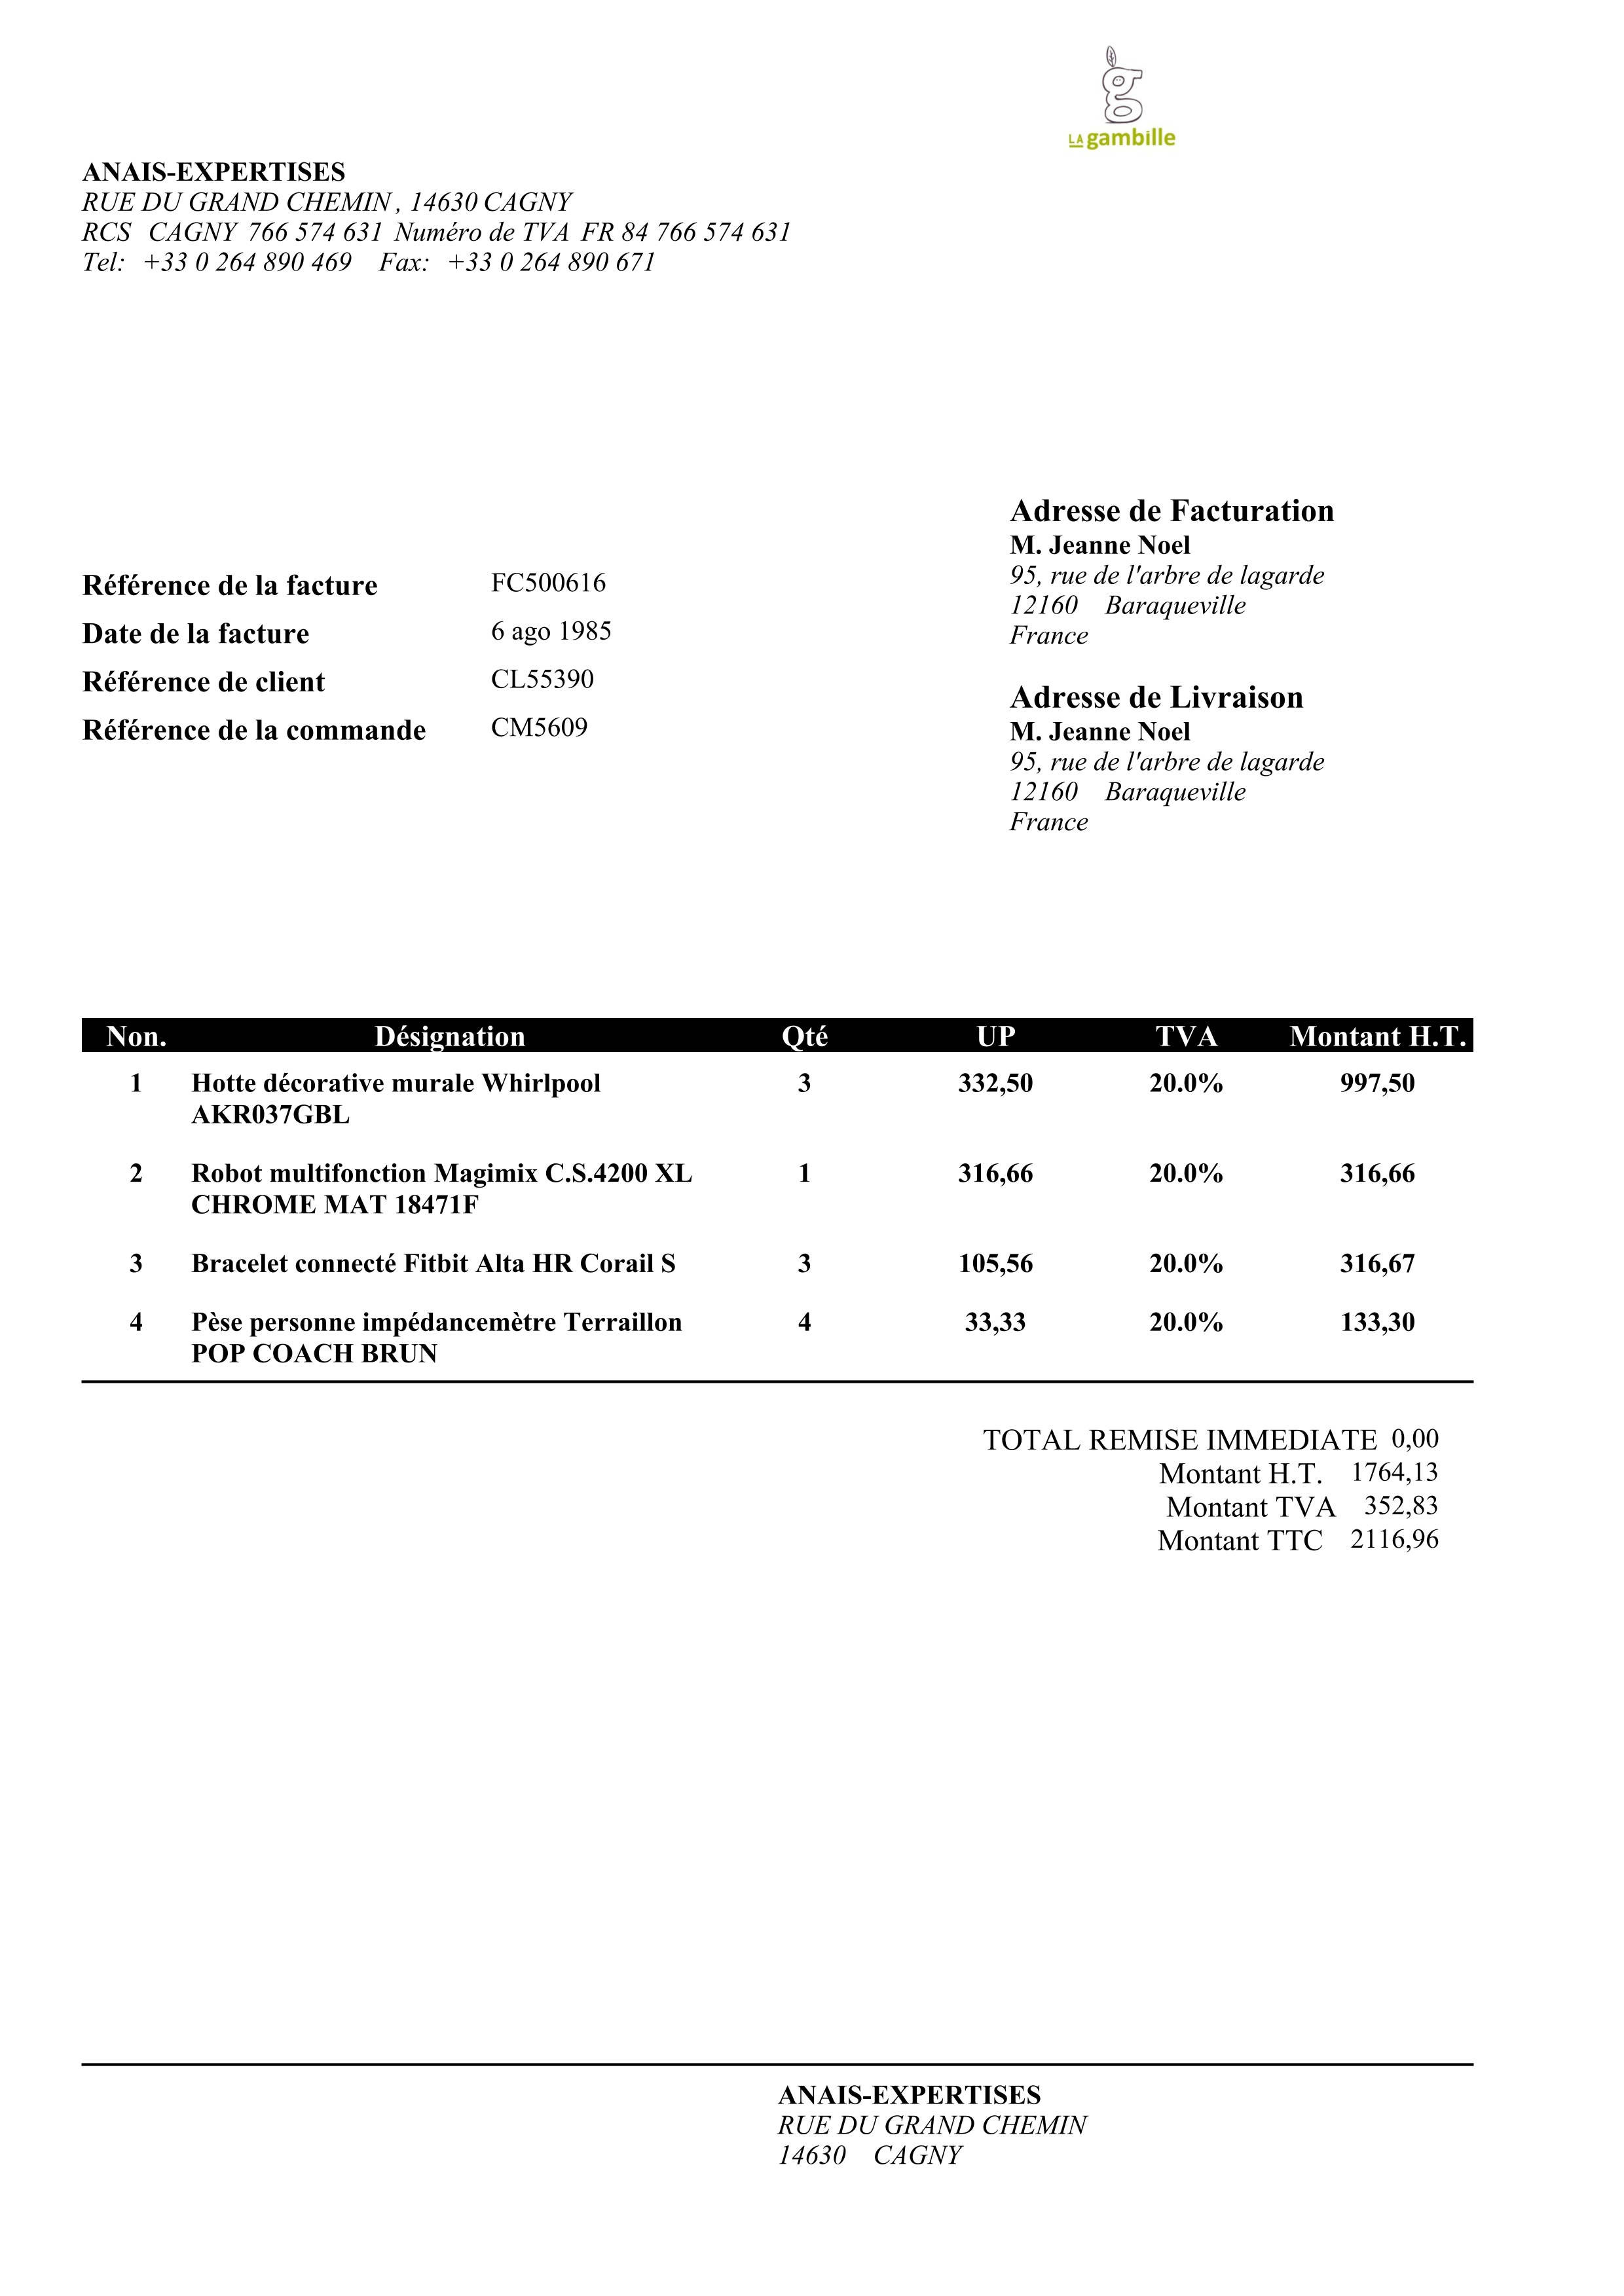 LA gambille
ANAIS-EXPERTISES
RUE DU GRAND CHEMIN , 14630 CAGNY
RCS CAGNY 766 574 631 Numéro de TVA FR 84 766 574 631
Tel: +33 0 264 890 469 Fax: +33 0 264 890 671
Adresse de Facturation
M. Jeanne Noel
95, rue de l'arbre de lagarde
12160 Baraqueville
France
Référence de la facture FC500616
Date de la facture 6 ago 1985
Référence de client CL55390
Référence de la commande CM5609
Adresse de Livraison
M. Jeanne Noel
95, rue de l'arbre de lagarde
12160 Baraqueville
France
Non. Désignation Qté UP TVA Montant H.T.
1 Hotte décorative murale Whirlpool 3 332,50 20.0% 997,50
AKR037GBL
2 Robot multifonction Magimix C.S.4200 XL 1 316,66 20.0% 316,66
CHROME MAT 18471F
3 Bracelet connecté Fitbit Alta HR Corail S 3 105,56 20.0% 316,67
4 Pèse personne impédancemètre Terraillon 4 33,33 20.0% 133,30
POP COACH BRUN
TOTAL REMISE IMMEDIATE 0,00
Montant H.T. 1764,13
Montant TVA 352,83
Montant TTC 2116,96
ANAIS-EXPERTISES
RUE DU GRAND CHEMIN
14630 CAGNY